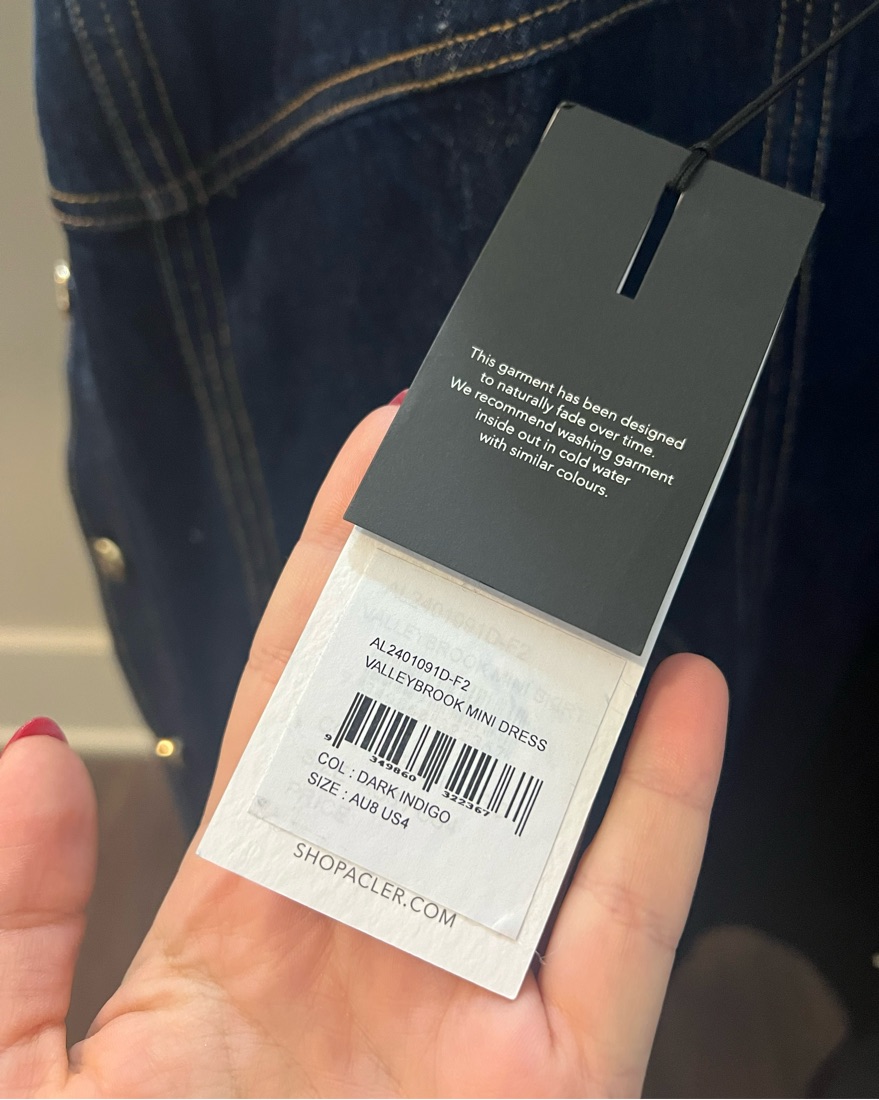 This garment has been designed
to naturally fade over time.
We recommend washing garment
inside out in cold water
with similar colours.
AL2401091D-F2
VALLEYBROOK MINI DRESS
9 349860 322367
COL : DARK INDIGO
SIZE : AU8 US4
SHOPACLER.COM